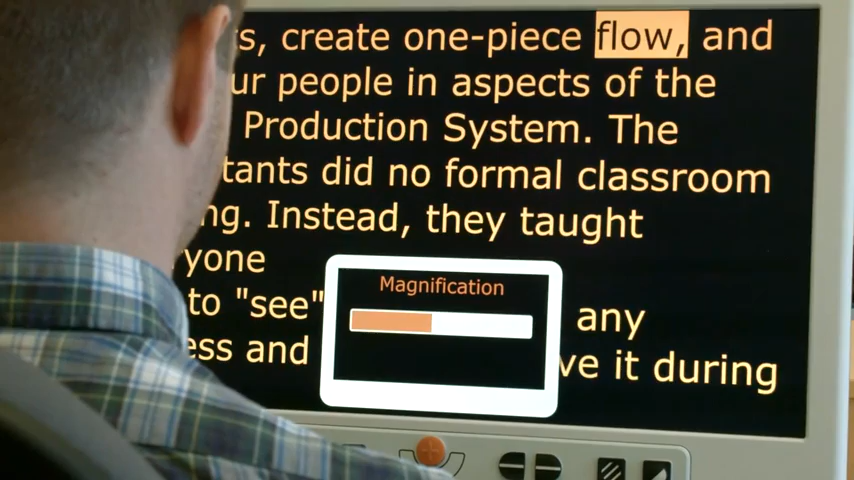 s, create one-piece flow, and
ur people in aspects of the
Production System. The
tants did no formal classroom
ng. Instead, they taught
yone
to "see" any
ess and ve it during
Magnification